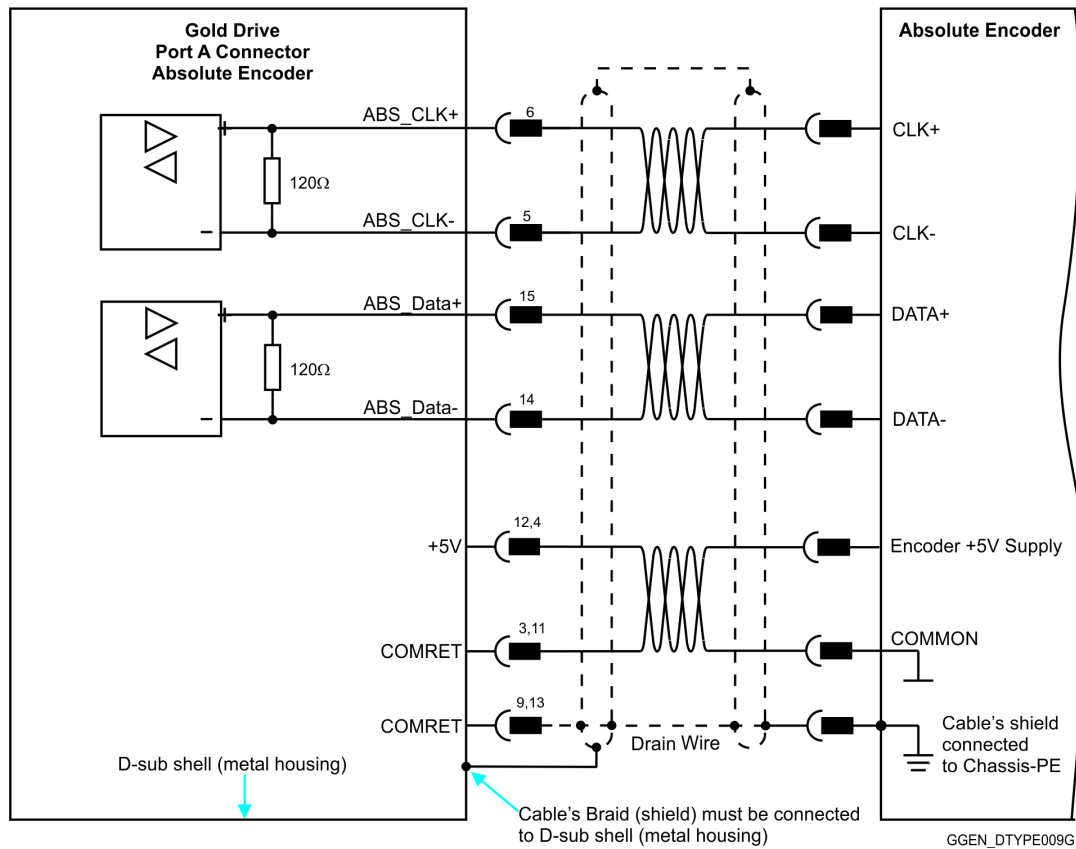 Gold Drive
Port A Connector
Absolute Encoder
Absolute Encoder
ABS_CLK+
6
CLK+
120Ω
ABS_CLK-
5
CLK-
ABS_Data+
15
DATA+
120Ω
ABS_Data-
14
DATA-
+5V
12,4
Encoder +5V Supply
COMRET
3,11
COMMON
COMRET
9,13
Drain Wire
Cable's shield
connected
to Chassis-PE
D-sub shell (metal housing)
Cable's Braid (shield) must be connected
to D-sub shell (metal housing)
GGEN_DTYPE009G